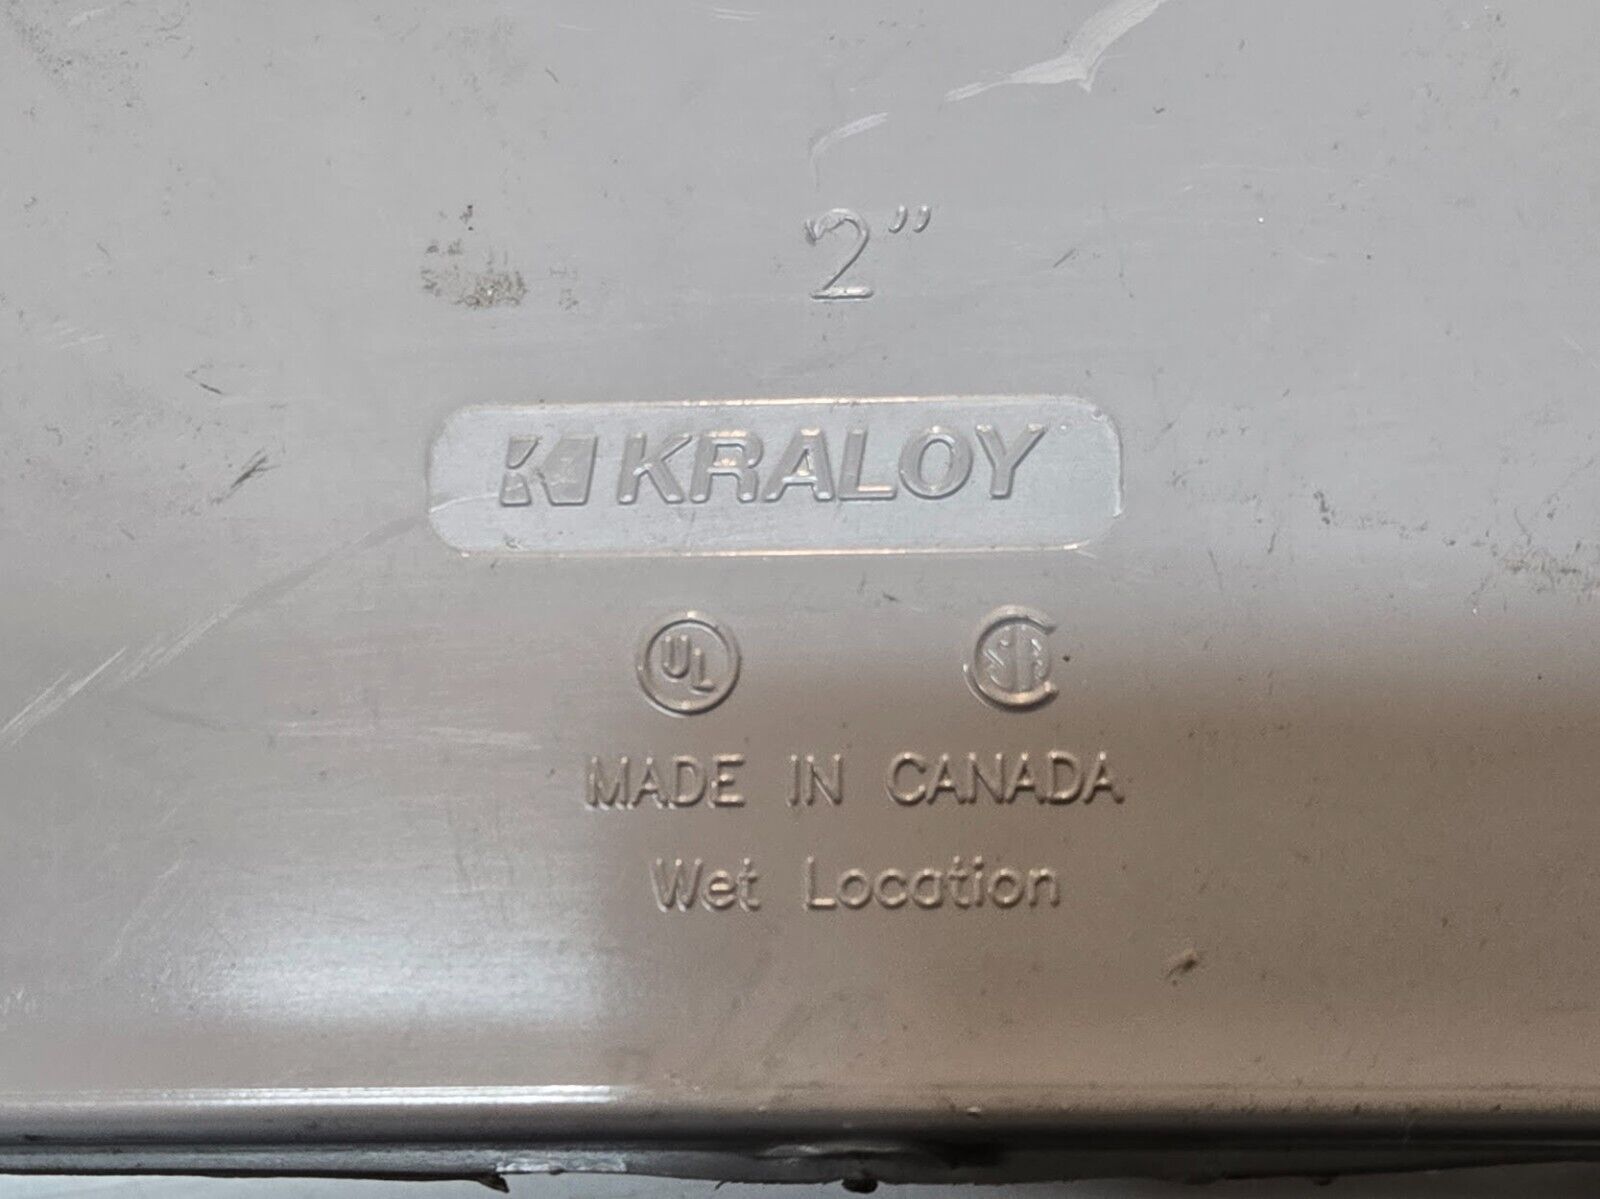 2"
KRALOY
UL
MADE IN CANADA
Wet Location